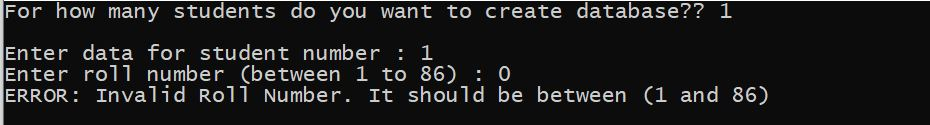 For how many students do you want to create database?? 1
Enter data for student number : 1
Enter roll number (between 1 to 86) : 0
ERROR: Invalid Roll Number. It should be between (1 and 86)